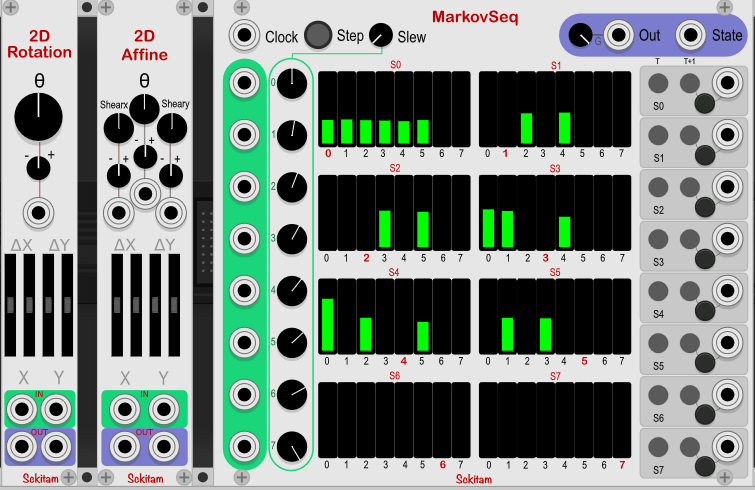 2D
Rotation
θ
- +
ΔX ΔY
X Y
IN
OUT
Sckitam
2D
Affine
θ
Shearx Sheary
- +
- + - +
ΔX ΔY
X Y
IN
OUT
Sckitam
MarkovSeq
Clock Step Slew
G Out State
T T+1
0
1
2
3
4
5
6
7
S0 S1
0 1 2 3 4 5 6 7 0 1 2 3 4 5 6 7
S2 S3
0 1 2 3 4 5 6 7 0 1 2 3 4 5 6 7
S4 S5
0 1 2 3 4 5 6 7 0 1 2 3 4 5 6 7
S6 S7
0 1 2 3 4 5 6 7 0 1 2 3 4 5 6 7
S0
S1
S2
S3
S4
S5
S6
S7
Sckitam